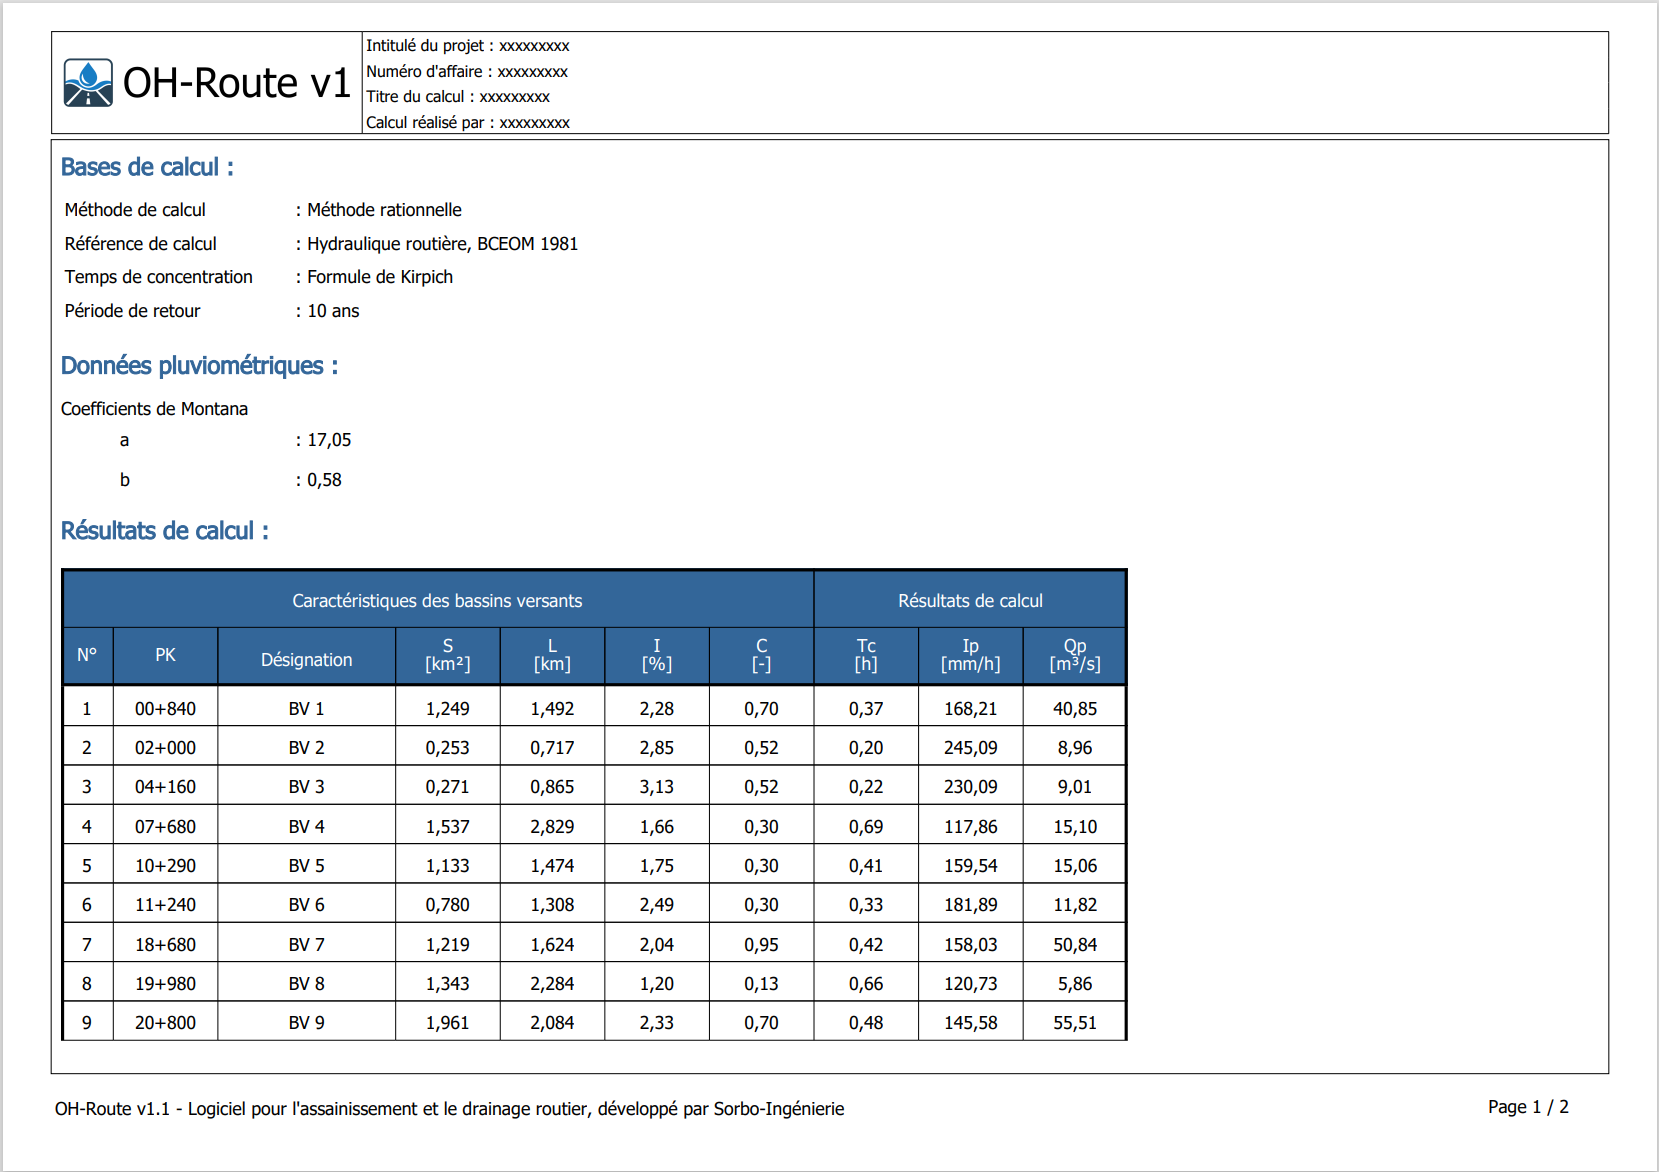 OH-Route v1
Intitulé du projet : xxxxxxxxx
Numéro d'affaire : xxxxxxxxx
Titre du calcul : xxxxxxxxx
Calcul réalisé par : xxxxxxxxx
Bases de calcul :
Méthode de calcul : Méthode rationnelle
Référence de calcul : Hydraulique routière, BCEOM 1981
Temps de concentration : Formule de Kirpich
Période de retour : 10 ans
Données pluviométriques :
Coefficients de Montana
a : 17,05
b : 0,58
Résultats de calcul :
Caractéristiques des bassins versants Résultats de calcul
N° PK Désignation S [km²] L [km] I [%] C [-] Tc [h] Ip [mm/h] Qp [m³/s]
1 00+840 BV 1 1,249 1,492 2,28 0,70 0,37 168,21 40,85
2 02+000 BV 2 0,253 0,717 2,85 0,52 0,20 245,09 8,96
3 04+160 BV 3 0,271 0,865 3,13 0,52 0,22 230,09 9,01
4 07+680 BV 4 1,537 2,829 1,66 0,30 0,69 117,86 15,10
5 10+290 BV 5 1,133 1,474 1,75 0,30 0,41 159,54 15,06
6 11+240 BV 6 0,780 1,308 2,49 0,30 0,33 181,89 11,82
7 18+680 BV 7 1,219 1,624 2,04 0,95 0,42 158,03 50,84
8 19+980 BV 8 1,343 2,284 1,20 0,13 0,66 120,73 5,86
9 20+800 BV 9 1,961 2,084 2,33 0,70 0,48 145,58 55,51
OH-Route v1.1 - Logiciel pour l'assainissement et le drainage routier, développé par Sorbo-Ingénierie
Page 1 / 2